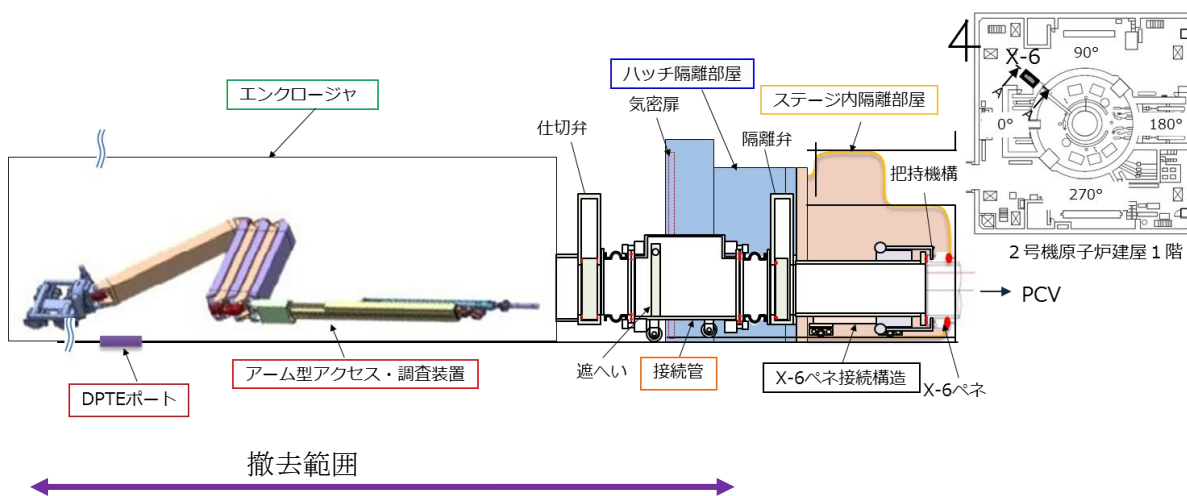 エンクロージャ
仕切弁
ハッチ隔離部屋
気密扉
隔離弁
ステージ内隔離部屋
把持機構
4
X-6
A
A
90°
0°
180°
270°
2号機原子炉建屋1階
PCV
DPTEポート
アーム型アクセス・調査装置
遮へい
接続管
X-6ペネ接続構造
X-6ペネ
撤去範囲